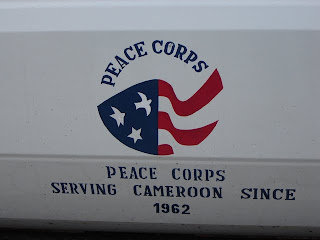 PEACE CORPS
PEACE CORPS
SERVING CAMEROON SINCE
1962